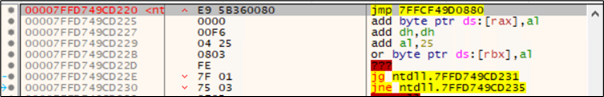 00007FFD749CD220 <nt E9 5B360080 jmp 7FFCF49D0880
00007FFD749CD225 0000 add byte ptr ds:[rax],al
00007FFD749CD227 00F6 add dh,dh
00007FFD749CD229 04 25 add al,25
00007FFD749CD22B 0803 or byte ptr ds:[rbx],al
00007FFD749CD22D FE ???
00007FFD749CD22E 7F 01 jg ntdll.7FFD749CD231
00007FFD749CD230 75 03 jne ntdll.7FFD749CD235